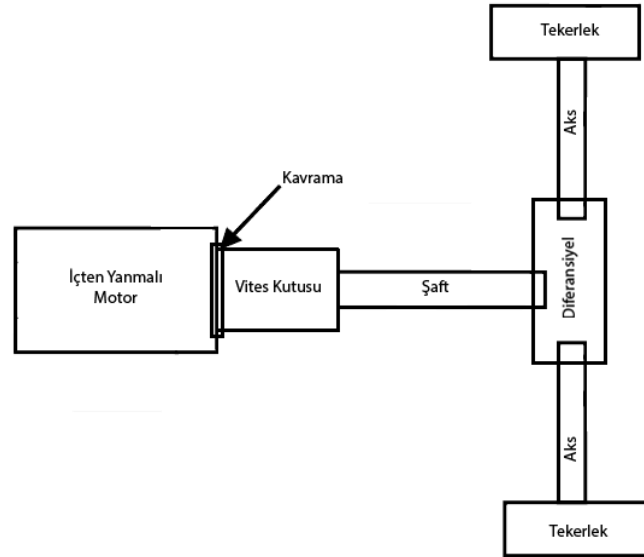 Tekerlek
Aks
Kavrama
İçten Yanmalı
Motor
Vites Kutusu
Şaft
Diferansiyel
Aks
Tekerlek